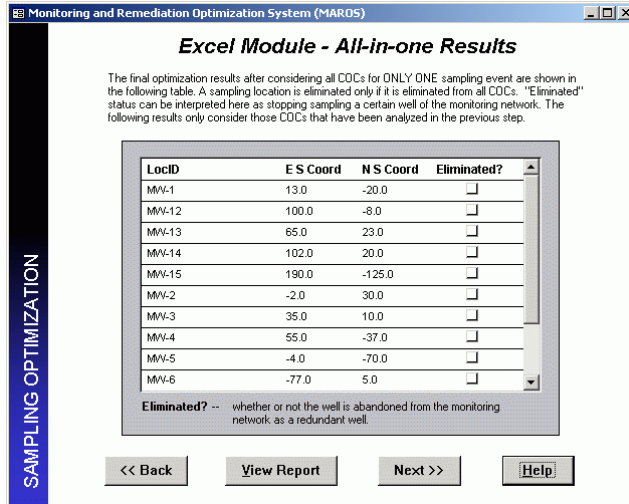 Monitoring and Remediation Optimization System (MAROS)
Excel Module - All-in-one Results
The final optimization results after considering all COCs for ONLY ONE sampling event are shown in
the following table. A sampling location is eliminated only if it is eliminated from all COCs. "Eliminated"
status can be interpreted here as stopping sampling a certain well of the monitoring network. The
following results only consider those COCs that have been analyzed in the previous step.
LocID E S Coord N S Coord Eliminated?
MW-1 13.0 -20.0
MW-12 100.0 -8.0
MW-13 65.0 23.0
MW-14 102.0 20.0
MW-15 190.0 -125.0
MW-2 -2.0 30.0
MW-3 35.0 10.0
MW-4 55.0 -37.0
MW-5 -4.0 -70.0
MW-6 -77.0 5.0
Eliminated? -- whether or not the well is abandoned from the monitoring
network as a redundant well.
SAMPLING OPTIMIZATION
<< Back View Report Next >> Help